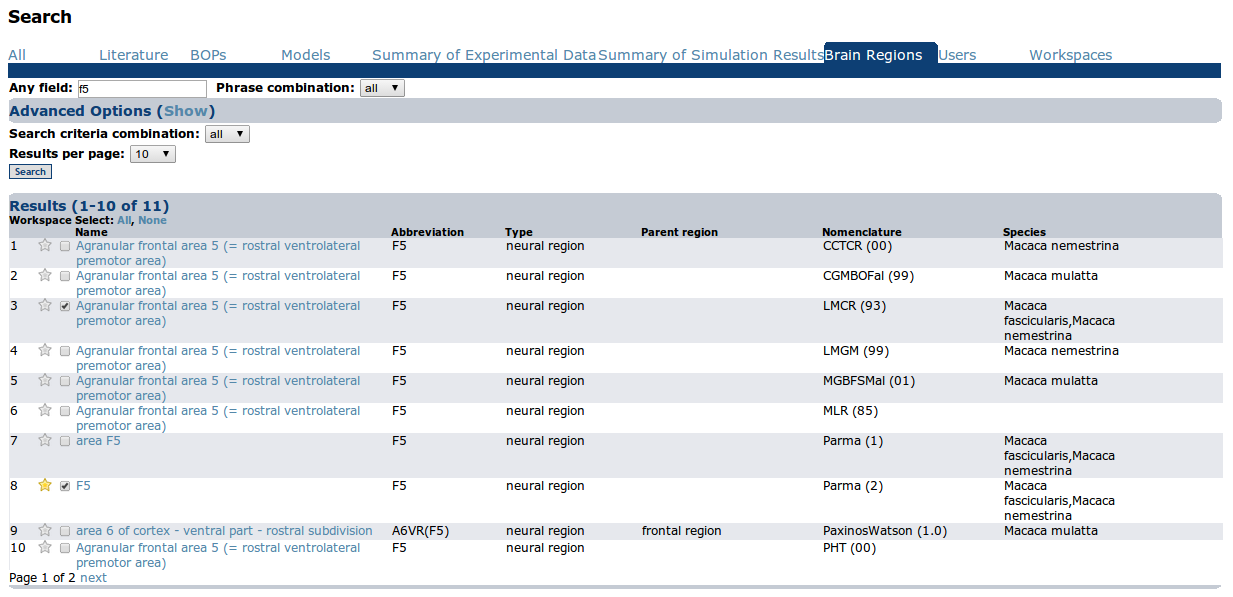 Search
All Literature BOPs Models Summary of Experimental Data Summary of Simulation Results Brain Regions Users Workspaces
Any field: f5 Phrase combination: all
Advanced Options (Show)
Search criteria combination: all
Results per page: 10
Search
Results (1-10 of 11)
Workspace Select: All, None
Name Abbreviation Type Parent region Nomenclature Species
1 Agranular frontal area 5 (= rostral ventrolateral F5 neural region CCTCR (00) Macaca nemestrina
premotor area)
2 Agranular frontal area 5 (= rostral ventrolateral F5 neural region CGMBOFal (99) Macaca mulatta
premotor area)
3 Agranular frontal area 5 (= rostral ventrolateral F5 neural region LMCR (93) Macaca
premotor area) fascicularis,Macaca
nemestrina
4 Agranular frontal area 5 (= rostral ventrolateral F5 neural region LMGM (99) Macaca nemestrina
premotor area)
5 Agranular frontal area 5 (= rostral ventrolateral F5 neural region MGBFSMal (01) Macaca mulatta
premotor area)
6 Agranular frontal area 5 (= rostral ventrolateral F5 neural region MLR (85)
premotor area)
7 area F5 F5 neural region Parma (1) Macaca
fascicularis,Macaca
nemestrina
8 F5 F5 neural region Parma (2) Macaca
fascicularis,Macaca
nemestrina
9 area 6 of cortex - ventral part - rostral subdivision A6VR(F5) neural region frontal region PaxinosWatson (1.0) Macaca mulatta
10 Agranular frontal area 5 (= rostral ventrolateral F5 neural region PHT (00)
premotor area)
Page 1 of 2 next